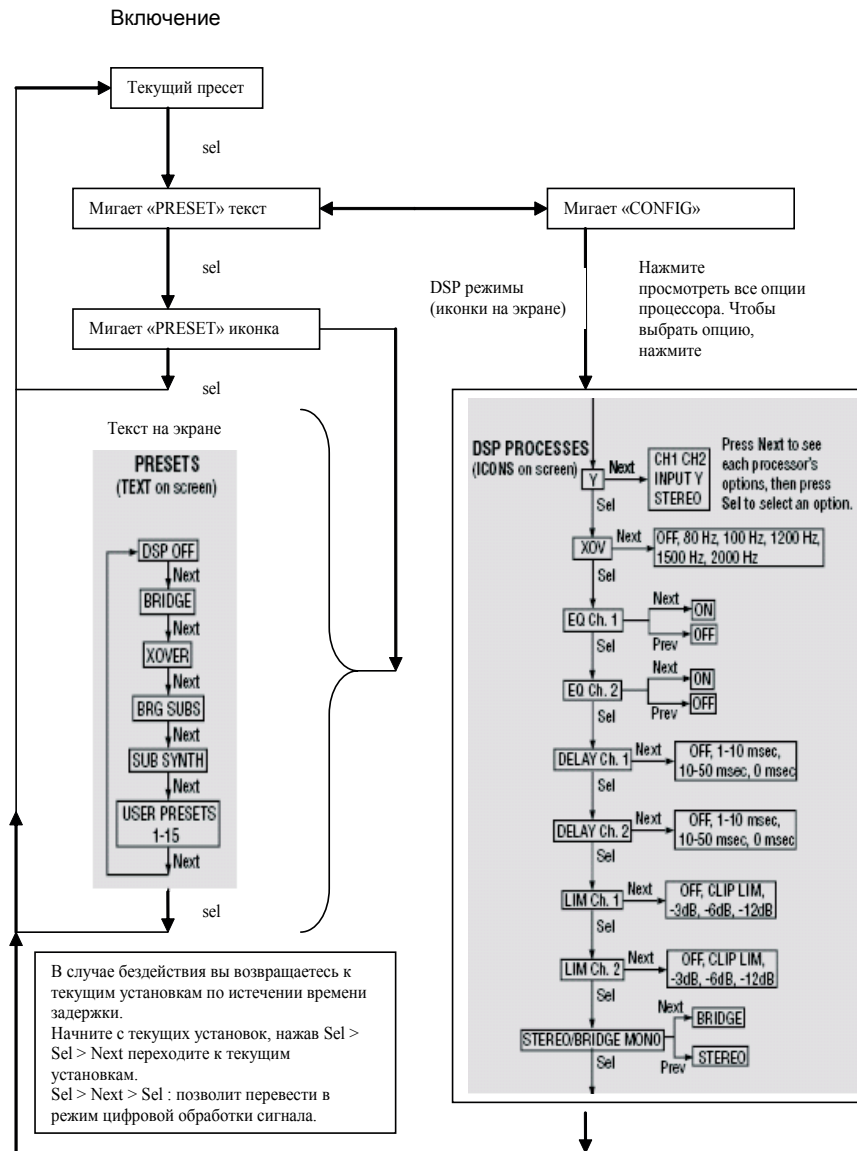 Включение
Текущий пресет
sel
Мигает «PRESET» текст
Мигает «CONFIG»
sel
DSP режимы
(иконки на экране)
Нажмите
просмотреть все опции
процессора. Чтобы
выбрать опцию,
нажмите
Мигает «PRESET» иконка
sel
Текст на экране
PRESETS
(TEXT on screen)
DSP OFF
Next
BRIDGE
Next
XOVER
Next
BRG SUBS
Next
SUB SYNTH
Next
USER PRESETS
1-15
Next
sel
В случае бездействия вы возвращаетесь к
текущим установкам по истечении времени
задержки.
Начните с текущих установок, нажав Sel >
Sel > Next переходите к текущим
установкам.
Sel > Next > Sel : позволит перевести в
режим цифровой обработки сигнала.
DSP PROCESSES
(ICONS on screen)
Press Next to see
each processor's
options, then press
Sel to select an option.
Y
Next
CH1 CH2
INPUT Y
STEREO
Sel
XOV
Next
OFF, 80 Hz, 100 Hz, 1200 Hz,
1500 Hz, 2000 Hz
Sel
EQ Ch. 1
Next
ON
Prev
OFF
Sel
EQ Ch. 2
Next
ON
Prev
OFF
Sel
DELAY Ch. 1
Next
OFF, 1-10 msec,
10-50 msec, 0 msec
Sel
DELAY Ch. 2
Next
OFF, 1-10 msec,
10-50 msec, 0 msec
Sel
LIM Ch. 1
Next
OFF, CLIP LIM,
-3dB, -6dB, -12dB
Sel
LIM Ch. 2
Next
OFF, CLIP LIM,
-3dB, -6dB, -12dB
Sel
STEREO/BRIDGE MONO
Next
BRIDGE
Prev
STEREO
Sel